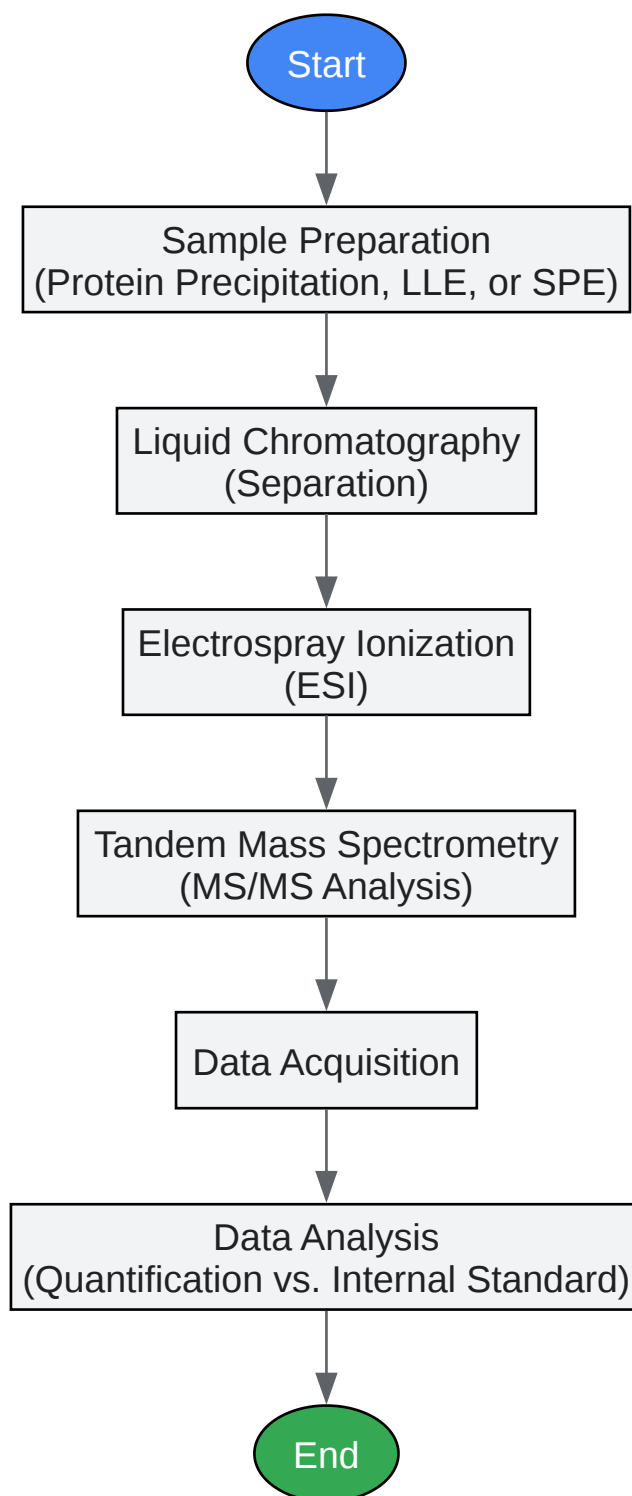 Start
Sample Preparation
(Protein Precipitation, LLE, or SPE)
Liquid Chromatography
(Separation)
Electrospray Ionization
(ESI)
Tandem Mass Spectrometry
(MS/MS Analysis)
Data Acquisition
Data Analysis
(Quantification vs. Internal Standard)
End